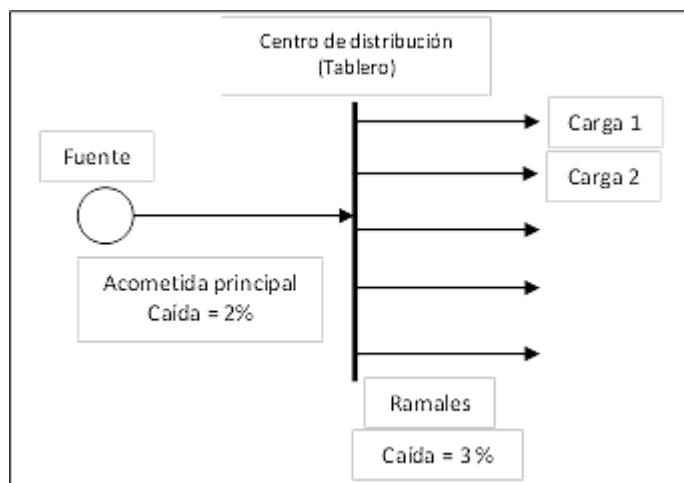 Centro de distribución
(Tablero)
Carga 1
Fuente
Carga 2
Acometida principal
Caída = 2%
Ramales
Caída = 3 %